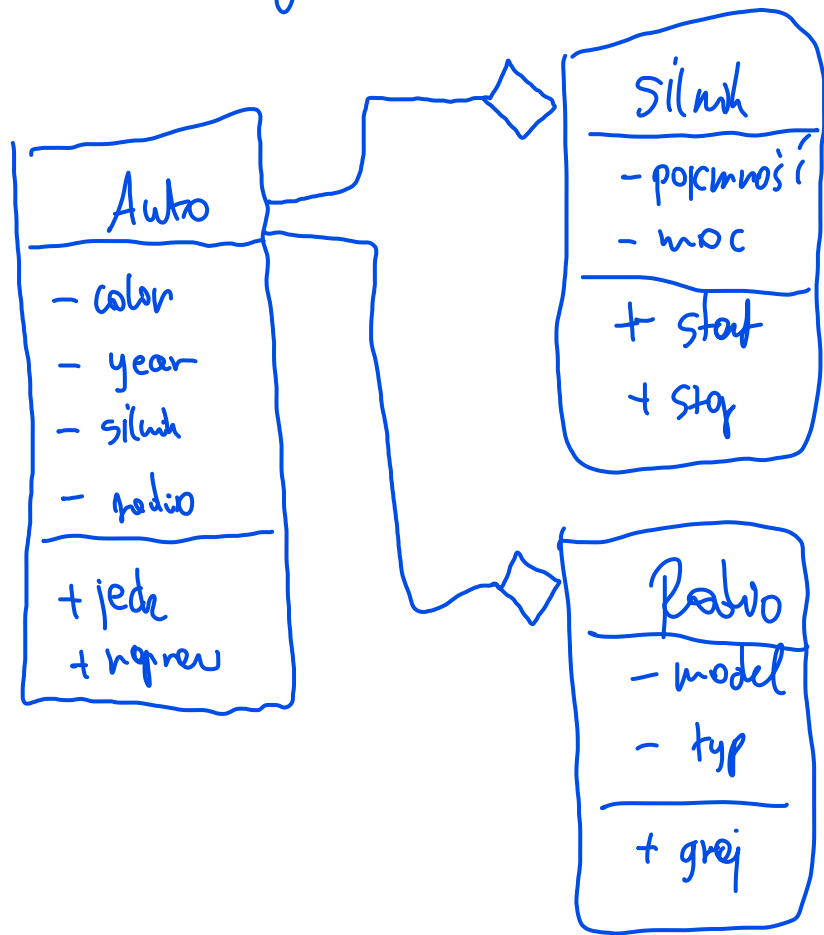 Auto
- color
- year
- silnik
- radio
+ jedz
+ napraw
silnik
- pojemność
- moc
+ start
+ stop
Radio
- model
- typ
+ graj